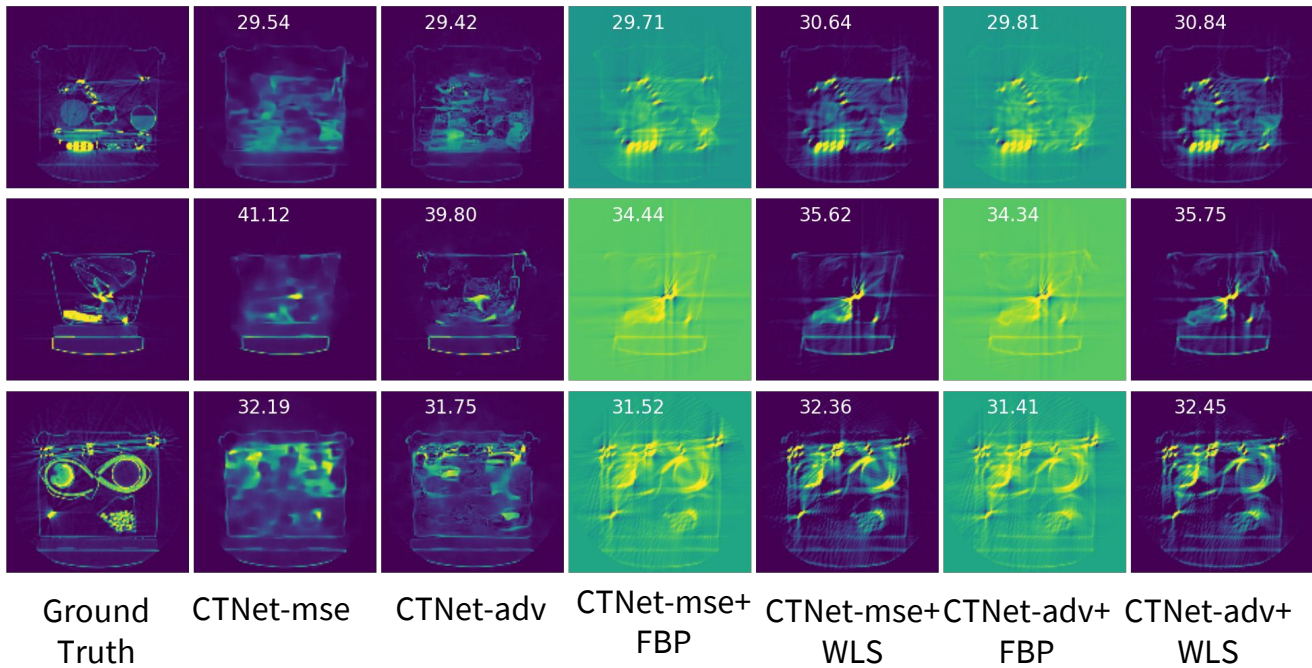 29.54 29.42 29.71 30.64 29.81 30.84
41.12 39.80 34.44 35.62 34.34 35.75
32.19 31.75 31.52 32.36 31.41 32.45
Ground
Truth
CTNet-mse
CTNet-adv
CTNet-mse+
FBP
CTNet-mse+
WLS
CTNet-adv+
FBP
CTNet-adv+
WLS